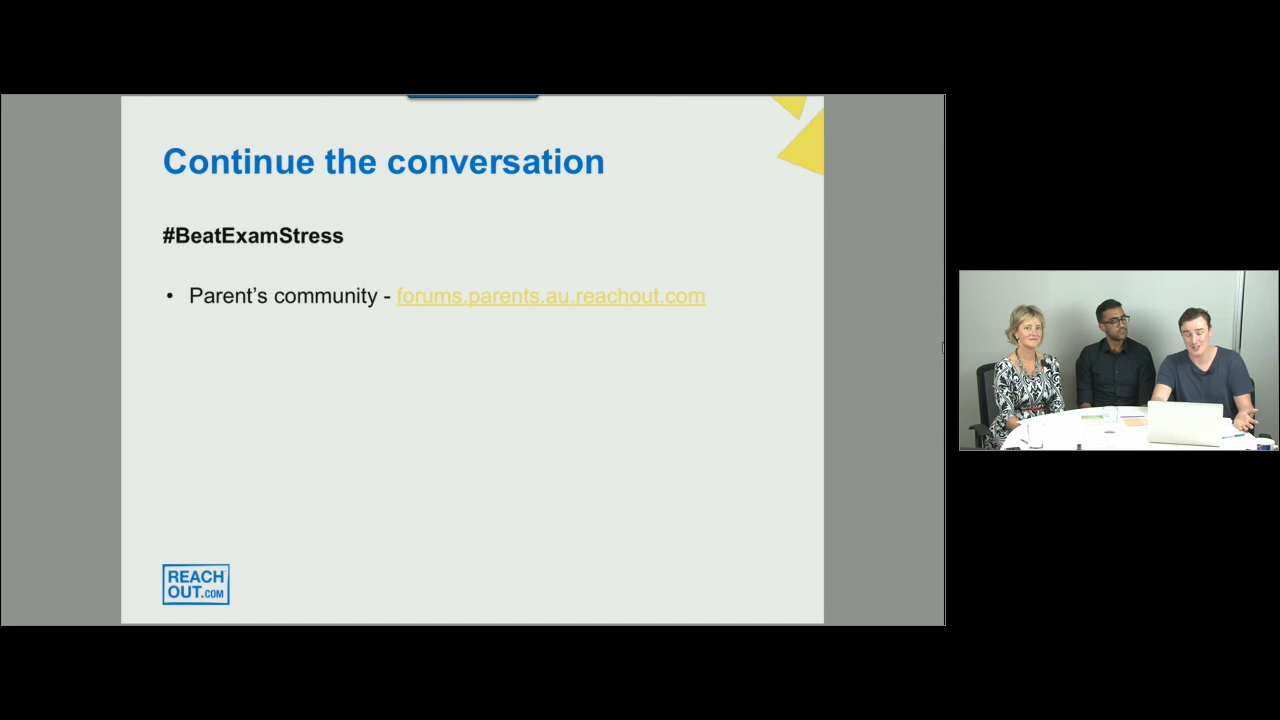 Continue the conversation
#BeatExamStress
• Parent's community - forums.parents.au.reachout.com
REACH
OUT.COM